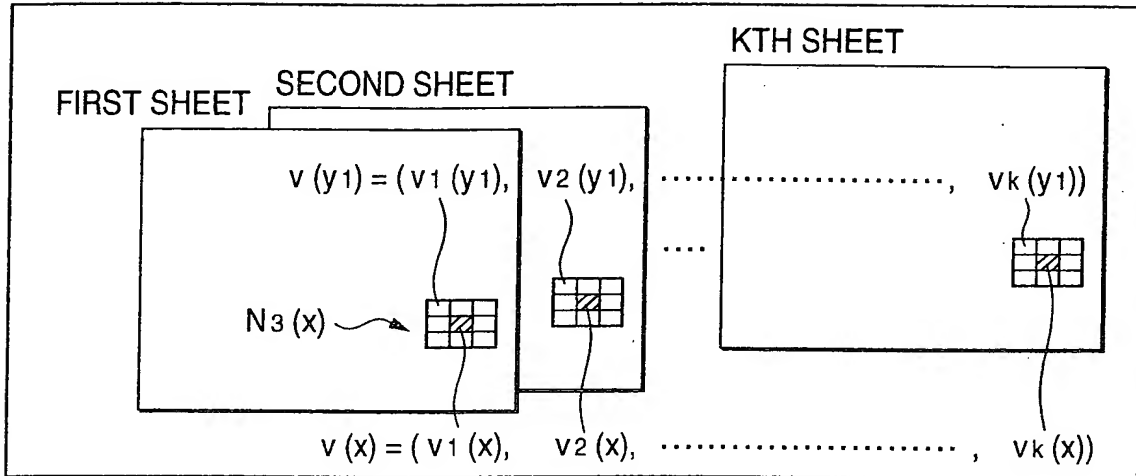 KTH SHEET
SECOND SHEET
FIRST SHEET
v (y1) = ( v1 (y1), v2 (y1), ........................, vk (y1))
....
N3 (x)
v (x) = ( v1 (x), v2 (x), ........................ , vk (x))